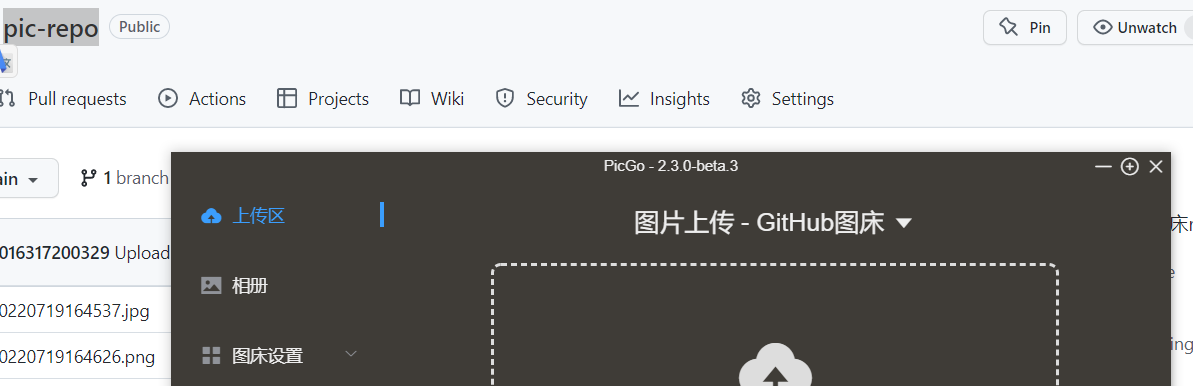 pic-repo Public Pin Unwatch
Pull requests Actions Projects Wiki Security Insights Settings
ain 1 branch
PicGo - 2.3.0-beta.3
上传区
图片上传 - GitHub图床
016317200329 Upload
相册
0220719164537.jpg
0220719164626.png
图床设置
ing